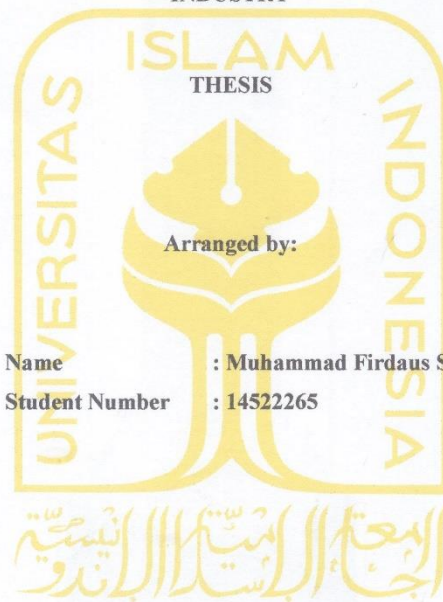 ISLAM
THESIS
UNIVERSITAS
INDONESIA
Arranged by:
Name : Muhammad Firdaus S
Student Number : 14522265